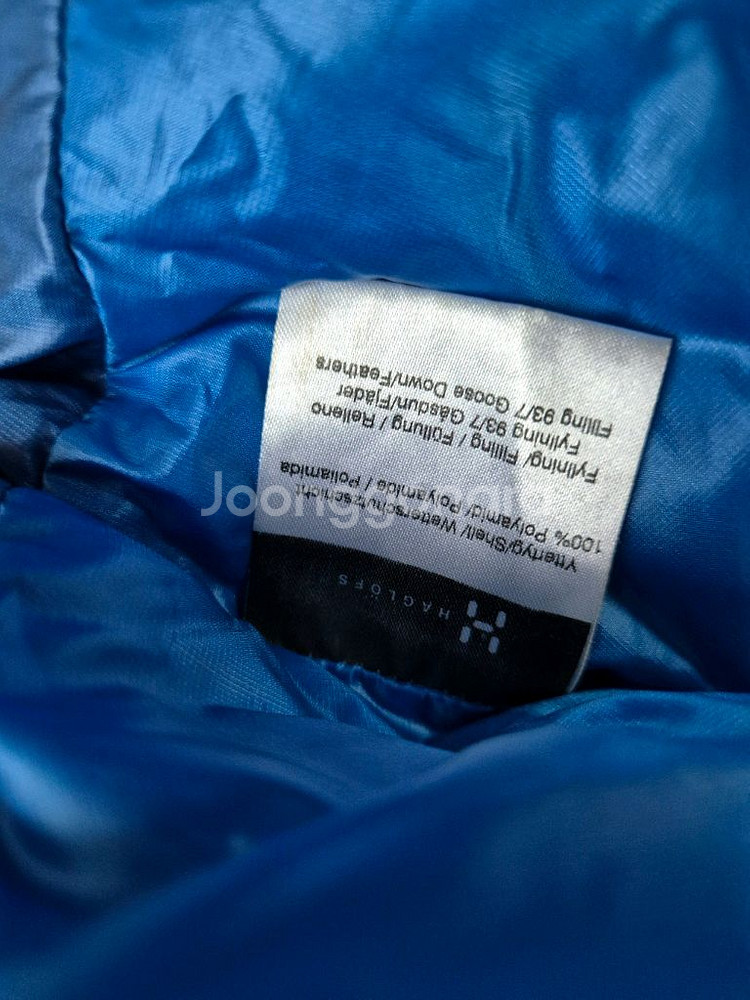 HAGLÖFS
Yttertyg/Shell/ Wetterschutzschicht
100% Polyamid/ Polyamide / Poliamida
Fyllning/ Filling / Füllung / Relleno
Fyllning 93/7 Gåsdun/Fjäder
Filling 93/7 Goose Down/Feathers